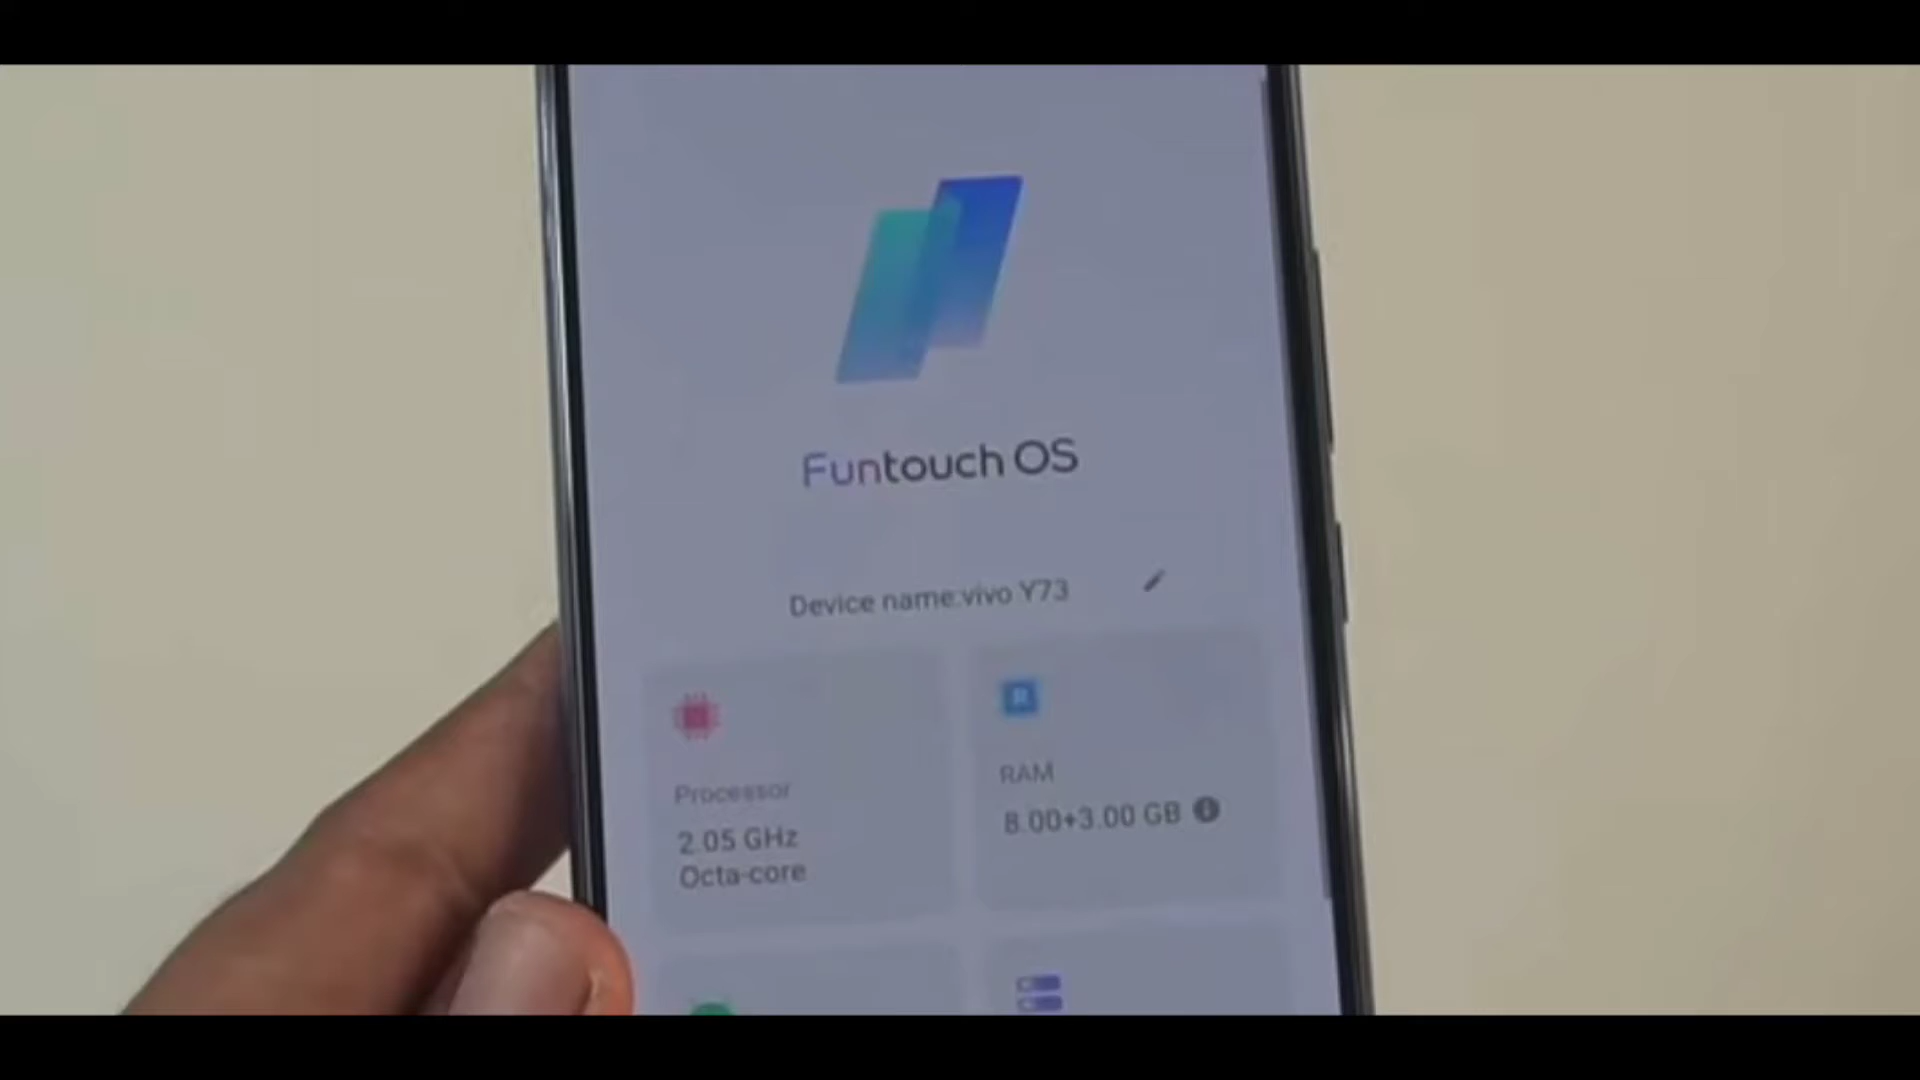 Funtouch OS
Device name:vivo Y73
Processor
2.05 GHz
Octa-core
R
RAM
8.00+3.00 GB